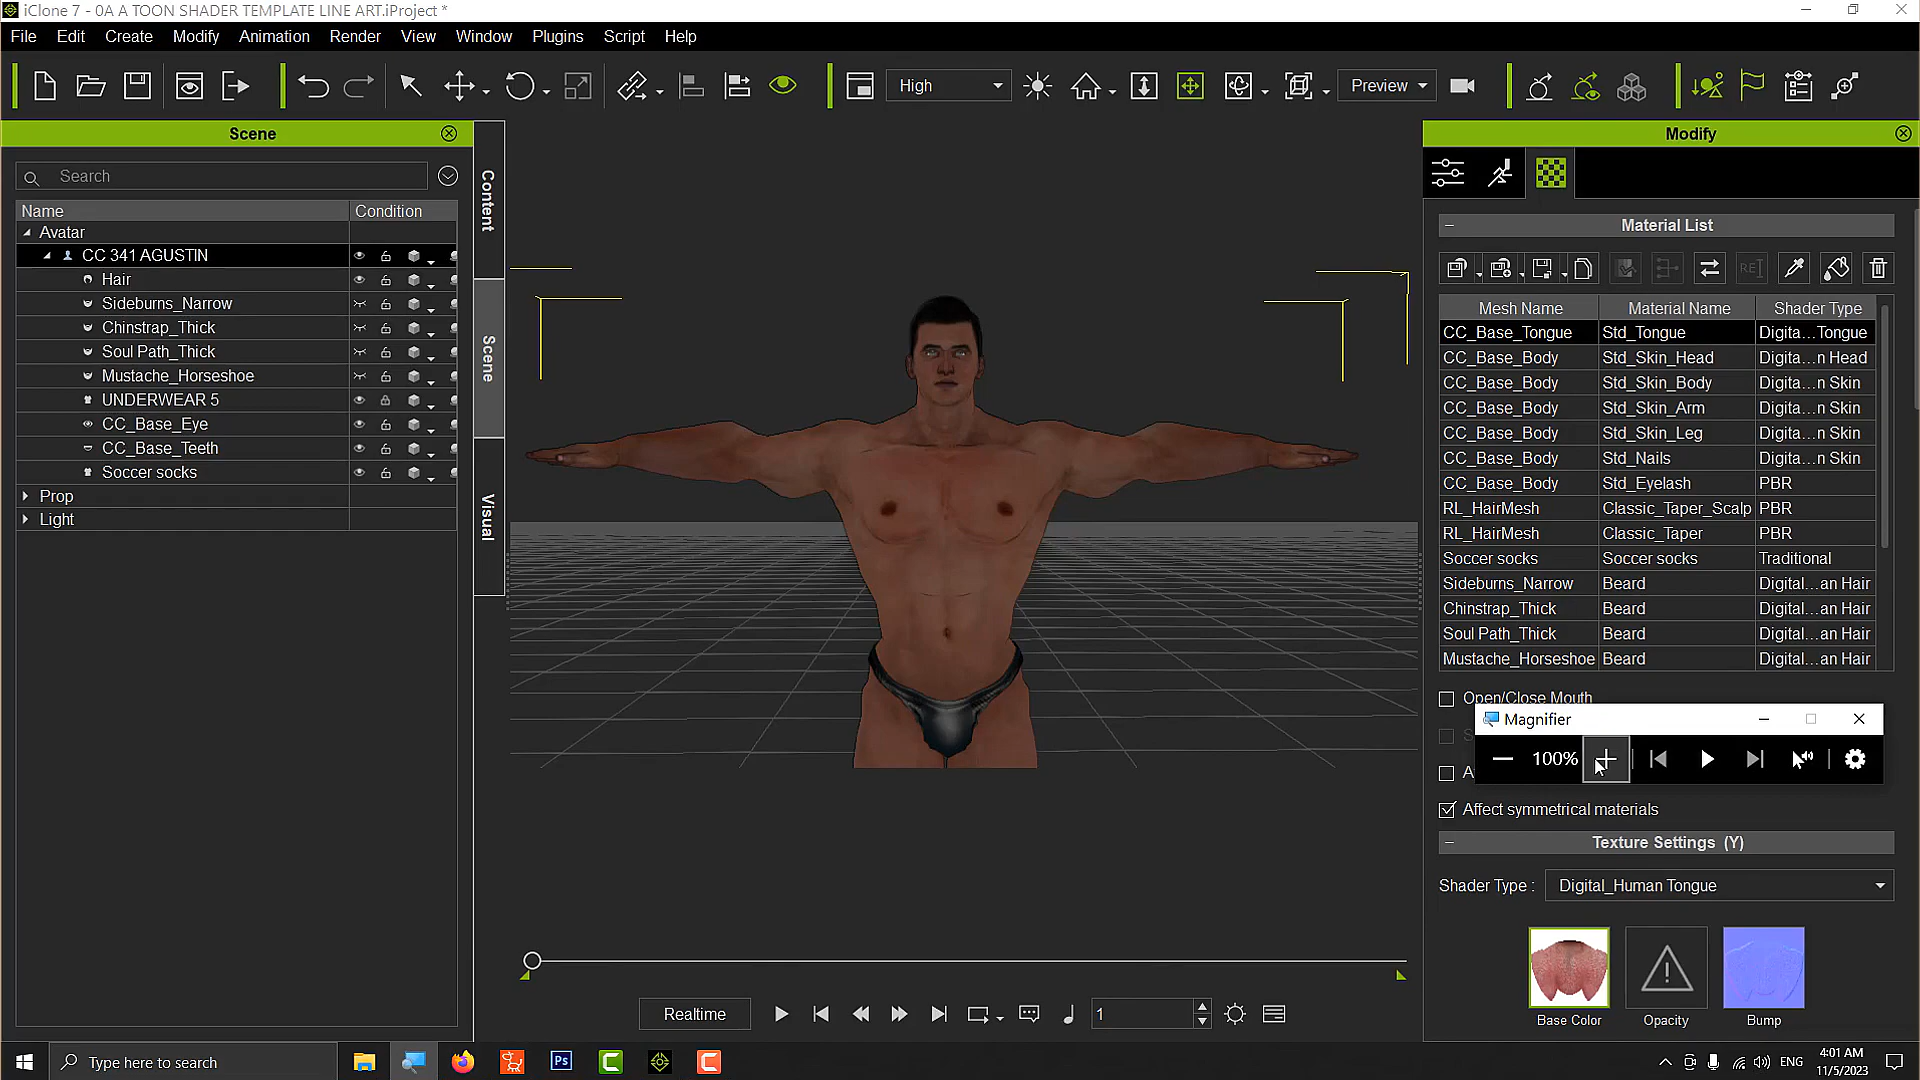 iClone 7 - 0A A TOON SHADER TEMPLATE LINE ART.iProject *
File Edit Create Modify Animation Render View Window Plugins Script Help
High
Preview
Scene
Search
Name Condition
Avatar
CC 341 AGUSTIN
Hair
Sideburns_Narrow
Chinstrap_Thick
Soul Path_Thick
Mustache_Horseshoe
UNDERWEAR 5
CC_Base_Eye
CC_Base_Teeth
Soccer socks
Prop
Light
Content
Scene
Visual
Modify
Material List
Mesh Name Material Name Shader Type
CC_Base_Tongue Std_Tongue Digita...Tongue
CC_Base_Body Std_Skin_Head Digita...n Head
CC_Base_Body Std_Skin_Body Digita...n Skin
CC_Base_Body Std_Skin_Arm Digita...n Skin
CC_Base_Body Std_Skin_Leg Digita...n Skin
CC_Base_Body Std_Nails Digita...n Skin
CC_Base_Body Std_Eyelash PBR
RL_HairMesh Classic_Taper_Scalp PBR
RL_HairMesh Classic_Taper PBR
Soccer socks Soccer socks Traditional
Sideburns_Narrow Beard Digital...an Hair
Chinstrap_Thick Beard Digital...an Hair
Soul Path_Thick Beard Digital...an Hair
Mustache_Horseshoe Beard Digital...an Hair
Open/Close Mouth
Magnifier
100%
Affect symmetrical materials
Texture Settings (Y)
Shader Type : Digital_Human Tongue
Base Color Opacity Bump
Realtime
1
Type here to search
Ps
ENG
4:01 AM
11/5/2023